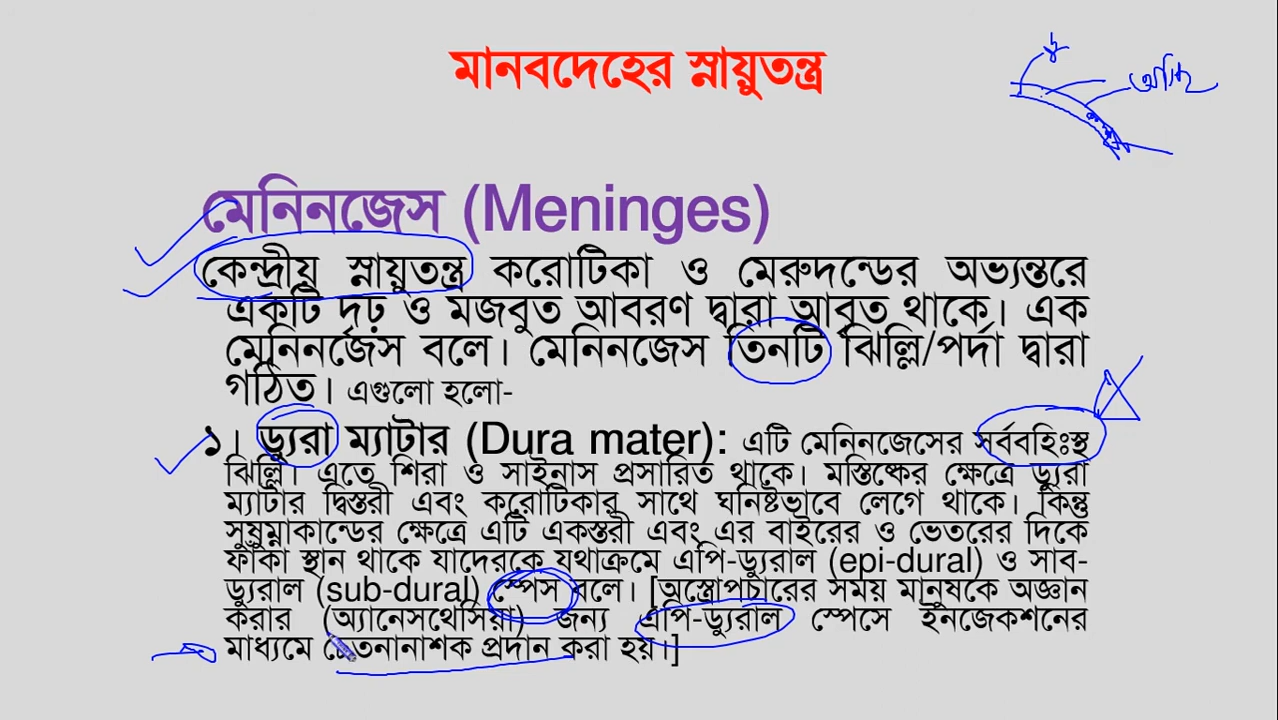 মানবদেহের স্নায়ুতন্ত্র
মেনিনজেস (Meninges)
কেন্দ্রীয় স্নায়ুতন্ত্র করোটিকা ও মেরুদন্ডের অভ্যন্তরে
একটি দৃঢ় ও মজবুত আবরণ দ্বারা আবৃত থাকে। এক
মেনিনর্জেস বলে। মেনিনজেস তিনটি ঝিল্লি/পর্দা দ্বারা
গঠিত। এগুলো হলো-
১। ড্যুরা ম্যাটার (Dura mater): এটি মেনিনজেসের সর্ববহিঃস্থ
ঝিল্লি। এতে শিরা ও সাইনাস প্রসারিত থাকে। মস্তিষ্কের ক্ষেত্রে ড্যুরা
ম্যাটার দ্বিস্তরী এবং করোটিকার সাথে ঘনিষ্টভাবে লেগে থাকে। কিন্তু
সুষুম্নাকান্ডের ক্ষেত্রে এটি একস্তরী এবং এর বাইরের ও ভেতরের দিকে
ফাঁকা স্থান থাকে যাদেরকে যথাক্রমে এপি-ড্যুরাল (epi-dural) ও সাব-
ড্যুরাল (sub-dural) স্পেস বলে। [অস্ত্রোপচারের সময় মানুষকে অজ্ঞান
করার (অ্যানেসথেসিয়া) জন্য এপি-ড্যুরাল স্পেসে ইনজেকশনের
মাধ্যমে চেতনানাশক প্রদান করা হয়।]